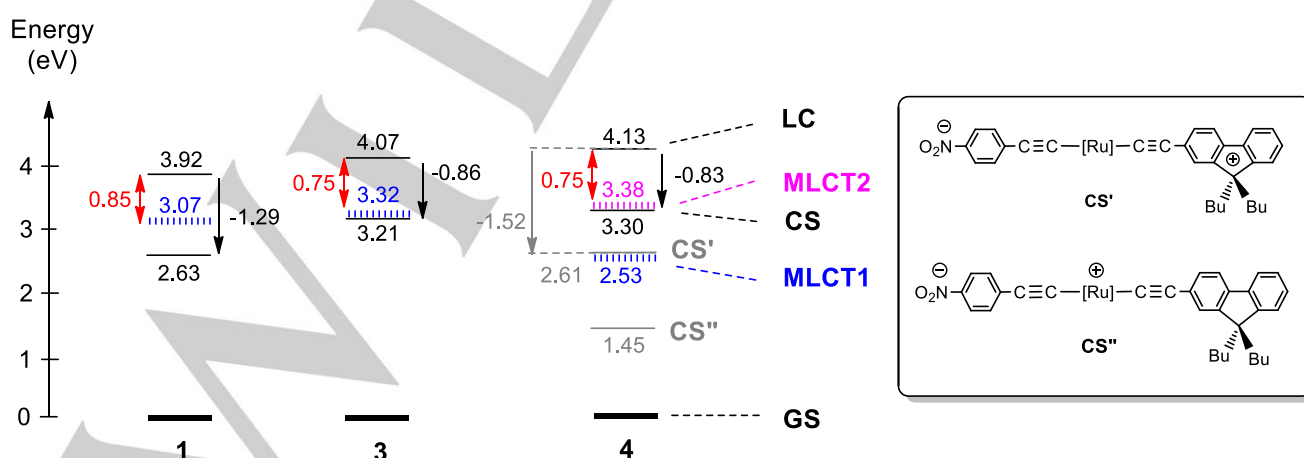 Energy
(eV)
4
3
2
1
0
3.92
0.85
3.07
-1.29
2.63
1
4.07
0.75
3.32
-0.86
3.21
3
4.13
0.75
3.38
-0.83
-1.52
3.30
CS'
2.61
2.53
CS"
1.45
4
LC
MLCT2
CS
MLCT1
GS
⊖
O₂N
C≡C
[Ru]
C≡C
⊕
Bu
Bu
CS'
⊖
⊕
O₂N
C≡C
[Ru]
C≡C
Bu
Bu
CS"